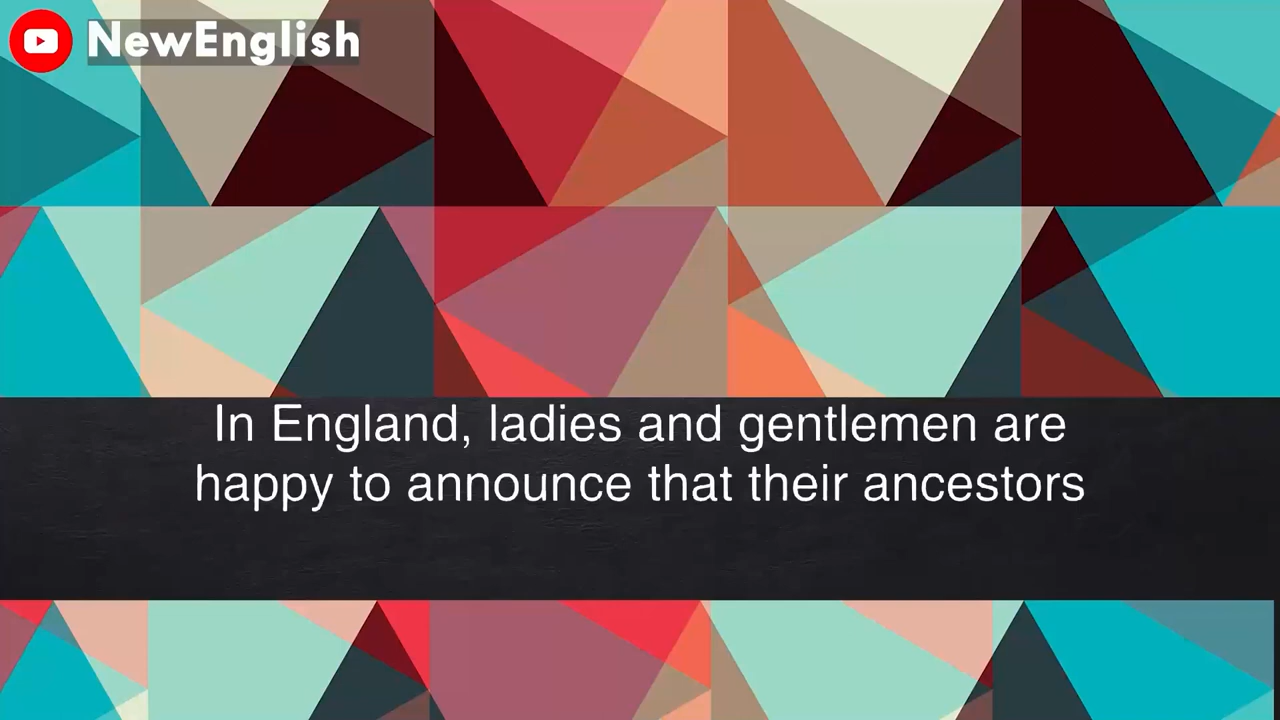 NewEnglish
In England, ladies and gentlemen are
happy to announce that their ancestors